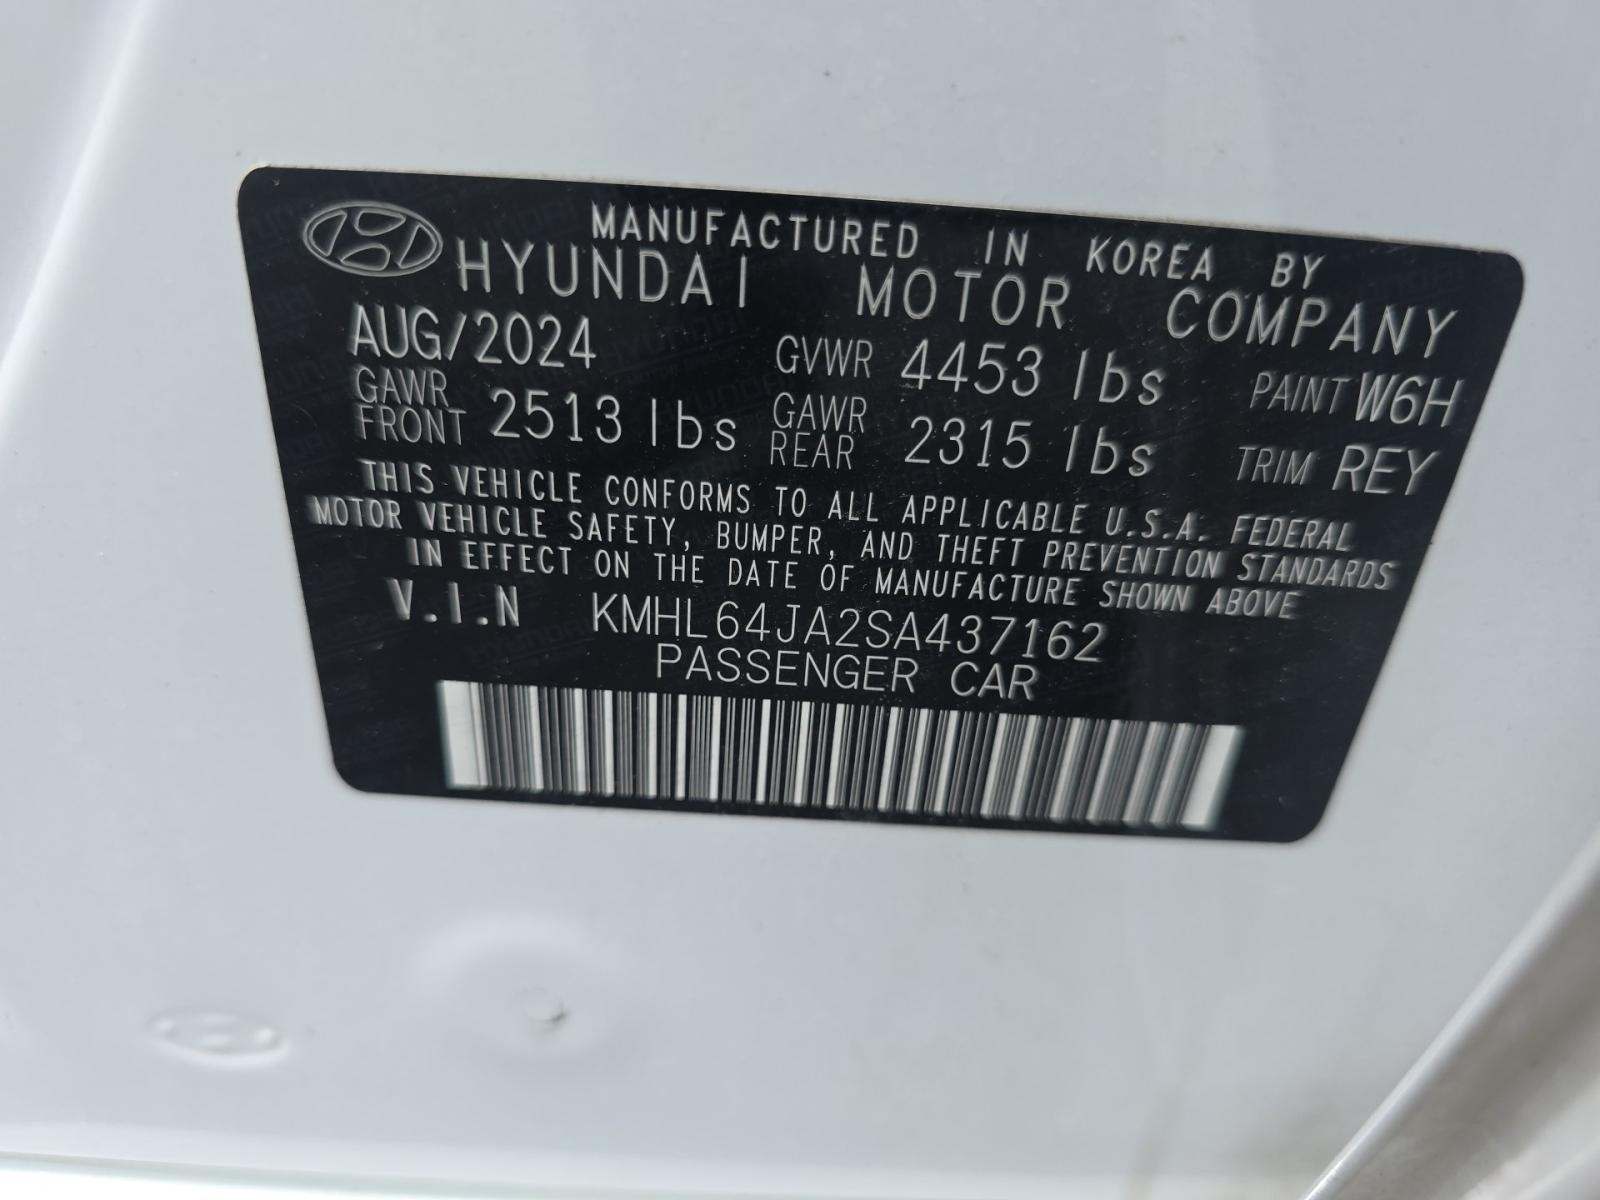 MANUFACTURED IN KOREA BY
HYUNDAI MOTOR COMPANY
AUG/2024 GVWR 4453 lbs PAINT W6H
GAWR FRONT 2513 lbs GAWR REAR 2315 lbs TRIM REY
THIS VEHICLE CONFORMS TO ALL APPLICABLE U.S.A. FEDERAL
MOTOR VEHICLE SAFETY, BUMPER, AND THEFT PREVENTION STANDARDS
IN EFFECT ON THE DATE OF MANUFACTURE SHOWN ABOVE
V.I.N KMHL64JA2SA437162
PASSENGER CAR